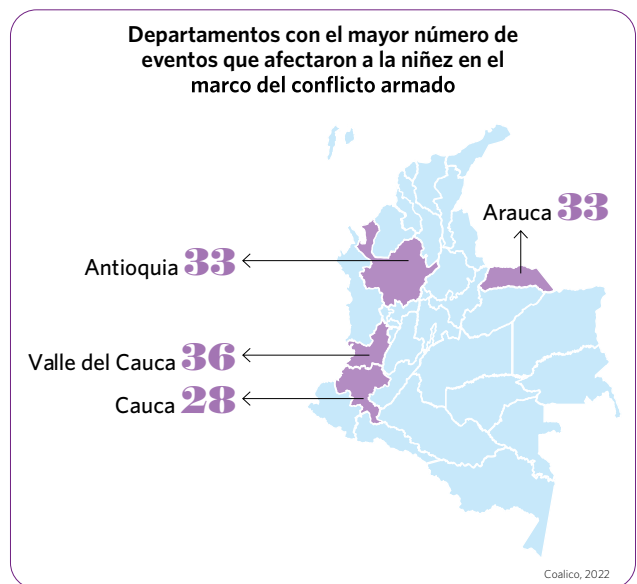 Departamentos con el mayor número de
eventos que afectaron a la niñez en el
marco del conflicto armado
Arauca 33
Antioquia 33
Valle del Cauca 36
Cauca 28
Coalico, 2022